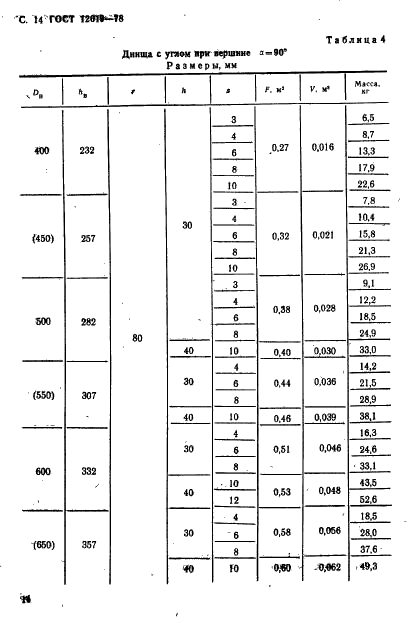 С. 14 ГОСТ 12619—78
Таблица 4
Днища с углом при вершине α=90°
Размеры, мм
Dв hв r h s F, м² V, м³ Масса, кг
400 232 80 30 3 0,27 0,016 6,5
4 8,7
6 13,3
8 17,9
10 22,6
(450) 257 3 0,32 0,021 7,8
4 10,4
6 15,8
8 21,3
10 26,9
500 282 3 0,38 0,028 9,1
4 12,2
6 18,5
8 24,9
40 10 0,40 0,030 33,0
(550) 307 30 4 0,44 0,036 14,2
6 21,5
8 28,9
40 10 0,46 0,039 38,1
600 332 30 4 0,51 0,046 16,3
6 24,6
8 33,1
40 10 0,53 0,048 43,5
12 52,6
(650) 357 30 4 0,58 0,056 18,5
6 28,0
8 37,6
40 10 0,60 0,062 49,3